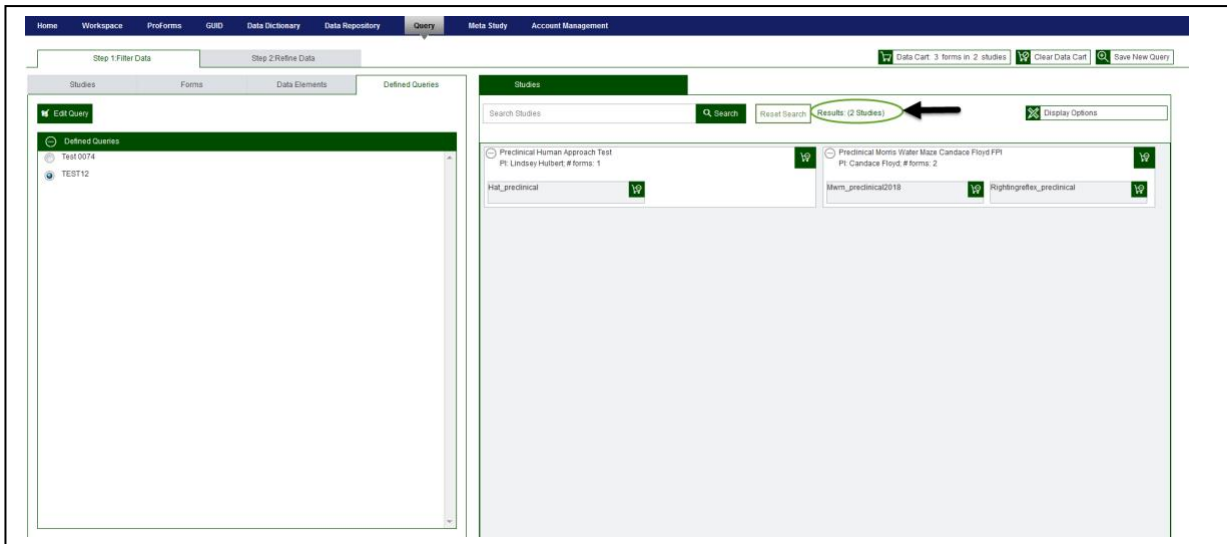 Home Workspace ProForms GUID Data Dictionary Data Repository Query Meta Study Account Management
Step 1:Filter Data Step 2:Refine Data Data Cart 3 forms in 2 studies Clear Data Cart Save New Query
Studies Forms Data Elements Defined Queries Studies
Edit Query Search Studies Search Reset Search Results: (2 Studies) Display Options
Defined Queries
Test 0074 Preclinical Human Approach Test Preclinical Morris Water Maze Candace Floyd FPI
PI: Lindsey Hulbert; # forms: 1 PI: Candace Floyd; # forms: 2
TEST12
Hat_preclinical Mwm_preclinical2018 Rightingreflex_preclinical